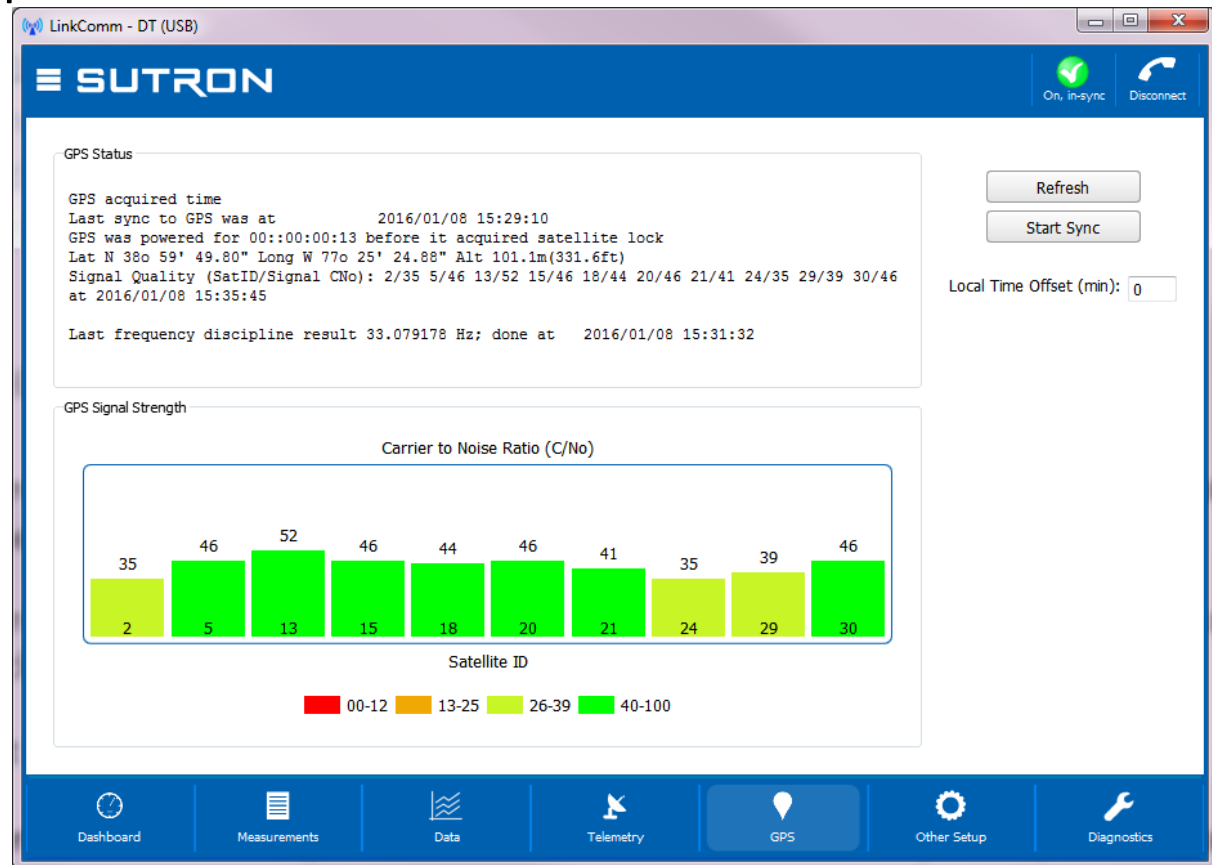 LinkComm - DT (USB)
SUTRON
On, in-sync
Disconnect
GPS Status
GPS acquired time
Last sync to GPS was at 2016/01/08 15:29:10
GPS was powered for 00::00:00:13 before it acquired satellite lock
Lat N 38o 59' 49.80" Long W 77o 25' 24.88" Alt 101.1m(331.6ft)
Signal Quality (SatID/Signal CNo): 2/35 5/46 13/52 15/46 18/44 20/46 21/41 24/35 29/39 30/46
at 2016/01/08 15:35:45
Last frequency discipline result 33.079178 Hz; done at 2016/01/08 15:31:32
Refresh
Start Sync
Local Time Offset (min): 0
GPS Signal Strength
Carrier to Noise Ratio (C/No)
35 46 52 46 44 46 41 35 39 46
2 5 13 15 18 20 21 24 29 30
Satellite ID
00-12 13-25 26-39 40-100
Dashboard Measurements Data Telemetry GPS Other Setup Diagnostics